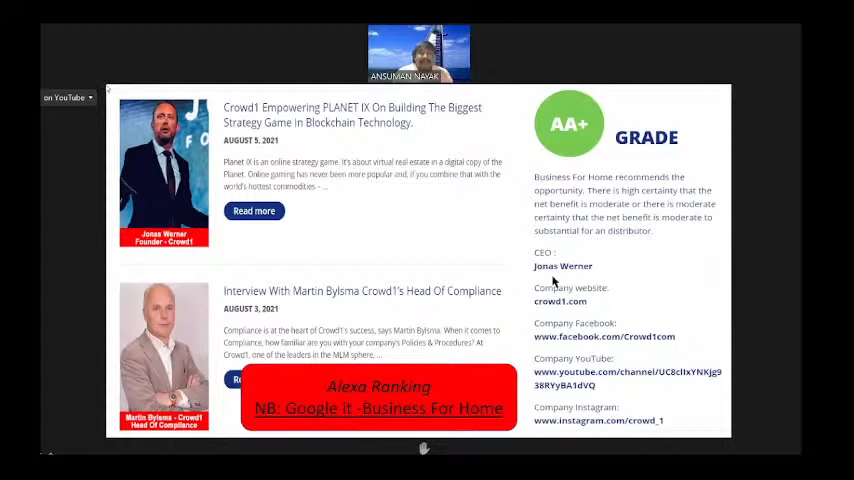 ANSUMAN NAYAK
on YouTube
Crowd1 Empowering PLANET IX On Building The Biggest
Strategy Game In Blockchain Technology.
AUGUST 5, 2021
Planet IX is an online strategy game. It's about virtual real estate in a digital copy of the
Planet. Online gaming has never been more popular and, if you combine that with the
world's hottest commodities – ...
Read more
Jonas Werner
Founder - Crowd1
Interview With Martin Bylsma Crowd1's Head Of Compliance
AUGUST 3, 2021
Compliance is at the heart of Crowd1's success, says Martin Bylsma. When it comes to
Compliance, how familiar are you with your company's Policies & Procedures? At
Crowd1, one of the leaders in the MLM sphere, ...
Martin Bylsma - Crowd1
Head Of Compliance
Alexa Ranking
NB: Google it -Business For Home
AA+
GRADE
Business For Home recommends the
opportunity. There is high certainty that the
net benefit is moderate or there is moderate
certainty that the net benefit is moderate to
substantial for an distributor.
CEO :
Jonas Werner
Company website:
crowd1.com
Company Facebook:
www.facebook.com/Crowd1com
Company YouTube:
Company Instagram:
www.instagram.com/crowd_1